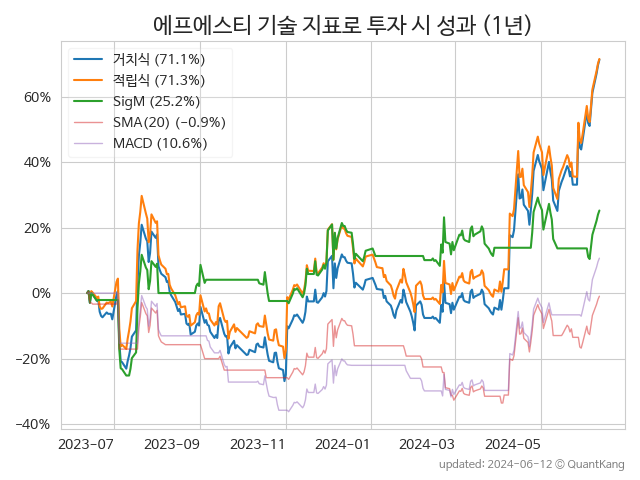 에프에스티 기술 지표로 투자 시 성과 (1년)
거치식 (71.1%)
적립식 (71.3%)
SigM (25.2%)
SMA(20) (−0.9%)
MACD (10.6%)
60%
40%
20%
0%
−20%
−40%
2023-07 2023-09 2023-11 2024-01 2024-03 2024-05
updated: 2024-06-12 ⓒ QuantKang